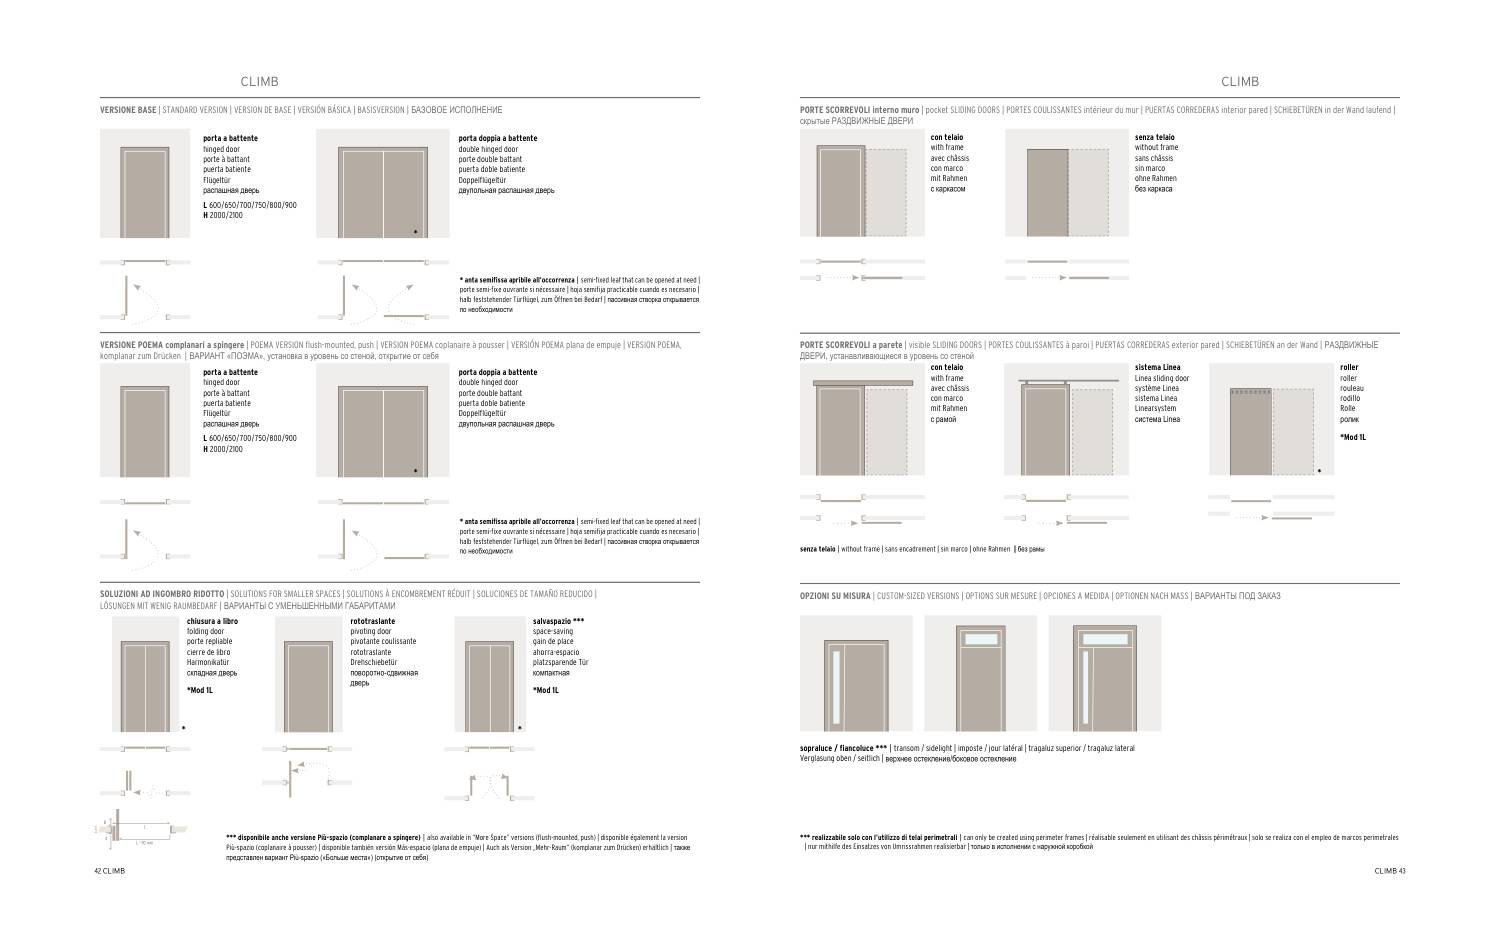 CLIMB
VERSIONE BASE | STANDARD VERSION | VERSION DE BASE | VERSIÓN BÁSICA | BASISVERSION | БАЗОВОЕ ИСПОЛНЕНИЕ
porta a battente
hinged door
porte à battant
puerta batiente
Flügeltür
распашная дверь
L 600/650/700/750/800/900
H 2000/2100
porta doppia a battente
double hinged door
porte double battant
puerta doble batiente
Doppelflügeltür
двупольная распашная дверь
*
* anta semifissa apribile all'occorrenza | semi-fixed leaf that can be opened at need |
porte semi-fixe ouvrante si nécessaire | hoja semifija practicable cuando es necesario |
halb feststehender Türflügel, zum Öffnen bei Bedarf | пассивная створка открывается
по необходимости
VERSIONE POEMA complanari a spingere | POEMA VERSION flush-mounted, push | VERSION POEMA coplanaire à pousser | VERSIÓN POEMA plana de empuje | VERSION POEMA,
komplanar zum Drücken | ВАРИАНТ «ПОЭМА», установка в уровень со стеной, открытие от себя
porta a battente
hinged door
porte à battant
puerta batiente
Flügeltür
распашная дверь
L 600/650/700/750/800/900
H 2000/2100
porta doppia a battente
double hinged door
porte double battant
puerta doble batiente
Doppelflügeltür
двупольная распашная дверь
*
* anta semifissa apribile all'occorrenza | semi-fixed leaf that can be opened at need |
porte semi-fixe ouvrante si nécessaire | hoja semifija practicable cuando es necesario |
halb feststehender Türflügel, zum Öffnen bei Bedarf | пассивная створка открывается
по необходимости
SOLUZIONI AD INGOMBRO RIDOTTO | SOLUTIONS FOR SMALLER SPACES | SOLUTIONS À ENCOMBREMENT RÉDUIT | SOLUCIONES DE TAMAÑO REDUCIDO |
LÖSUNGEN MIT WENIG RAUMBEDARF | ВАРИАНТЫ С УМЕНЬШЕННЫМИ ГАБАРИТАМИ
chiusura a libro
folding door
porte repliable
cierre de libro
Harmonikatür
складная дверь
*Mod 1L
*
rototraslante
pivoting door
pivotante coulissante
rototraslante
Drehschiebetür
поворотно-сдвижная
дверь
salvaspazio ***
space-saving
gain de place
ahorra-espacio
platzsparende Tür
компактная
*Mod 1L
*
L
L - 90 mm
*** disponibile anche versione Più-spazio (complanare a spingere) | also available in "More Space" versions (flush-mounted, push) | disponible également la version
Più-spazio (coplanaire à pousser) | disponible también versión Más-espacio (plana de empuje) | Auch als Version „Mehr-Raum" (komplanar zum Drücken) erhältlich | также
представлен вариант Più-spazio («Больше места») (открытие от себя)
42 CLIMB
CLIMB
PORTE SCORREVOLI interno muro | pocket SLIDING DOORS | PORTES COULISSANTES intérieur du mur | PUERTAS CORREDERAS interior pared | SCHIEBETÜREN in der Wand laufend |
скрытые РАЗДВИЖНЫЕ ДВЕРИ
con telaio
with frame
avec châssis
con marco
mit Rahmen
с каркасом
senza telaio
without frame
sans châssis
sin marco
ohne Rahmen
без каркаса
PORTE SCORREVOLI a parete | visible SLIDING DOORS | PORTES COULISSANTES à paroi | PUERTAS CORREDERAS exterior pared | SCHIEBETÜREN an der Wand | РАЗДВИЖНЫЕ
ДВЕРИ, устанавливающиеся в уровень со стеной
con telaio
with frame
avec châssis
con marco
mit Rahmen
с рамой
sistema Linea
Linea sliding door
système Linea
sistema Linea
Linearsystem
система Linea
roller
roller
rouleau
rodillo
Rolle
ролик
*Mod 1L
*
senza telaio | without frame | sans encadrement | sin marco | ohne Rahmen | без рамы
OPZIONI SU MISURA | CUSTOM-SIZED VERSIONS | OPTIONS SUR MESURE | OPCIONES A MEDIDA | OPTIONEN NACH MASS | ВАРИАНТЫ ПОД ЗАКАЗ
sopraluce / fiancoluce *** | transom / sidelight | imposte / jour latéral | tragaluz superior / tragaluz lateral
Verglasung oben / seitlich | верхнее остекление/боковое остекление
*** realizzabile solo con l'utilizzo di telai perimetrali | can only be created using perimeter frames | réalisable seulement en utilisant des châssis périmétraux | solo se realiza con el empleo de marcos perimetrales
| nur mithilfe des Einsatzes von Umrissrahmen realisierbar | только в исполнении с наружной коробкой
CLIMB 43